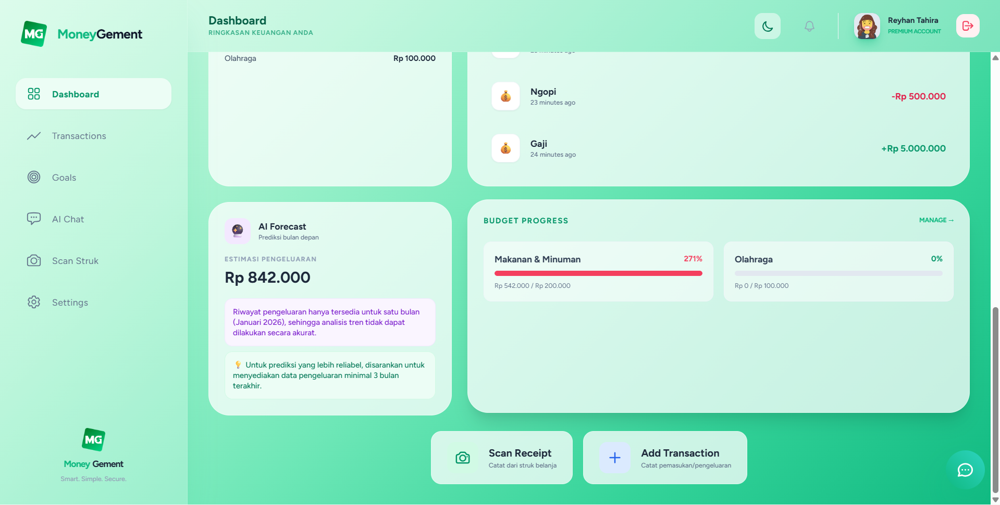 MG
MoneyGement
Dashboard
Transactions
Goals
AI Chat
Scan Struk
Settings
MG
Money Gement
Smart. Simple. Secure.
Dashboard
RINGKASAN KEUANGAN ANDA
Reyhan Tahira
PREMIUM ACCOUNT
Olahraga
Rp 100.000
Ngopi
23 minutes ago
-Rp 500.000
Gaji
24 minutes ago
+Rp 5.000.000
AI Forecast
Prediksi bulan depan
ESTIMASI PENGELUARAN
Rp 842.000
Riwayat pengeluaran hanya tersedia untuk satu bulan
(Januari 2026), sehingga analisis tren tidak dapat
dilakukan secara akurat.
💡 Untuk prediksi yang lebih reliabel, disarankan untuk
menyediakan data pengeluaran minimal 3 bulan
terakhir.
BUDGET PROGRESS
MANAGE →
Makanan & Minuman
271%
Rp 542.000 / Rp 200.000
Olahraga
0%
Rp 0 / Rp 100.000
Scan Receipt
Catat dari struk belanja
Add Transaction
Catat pemasukan/pengeluaran